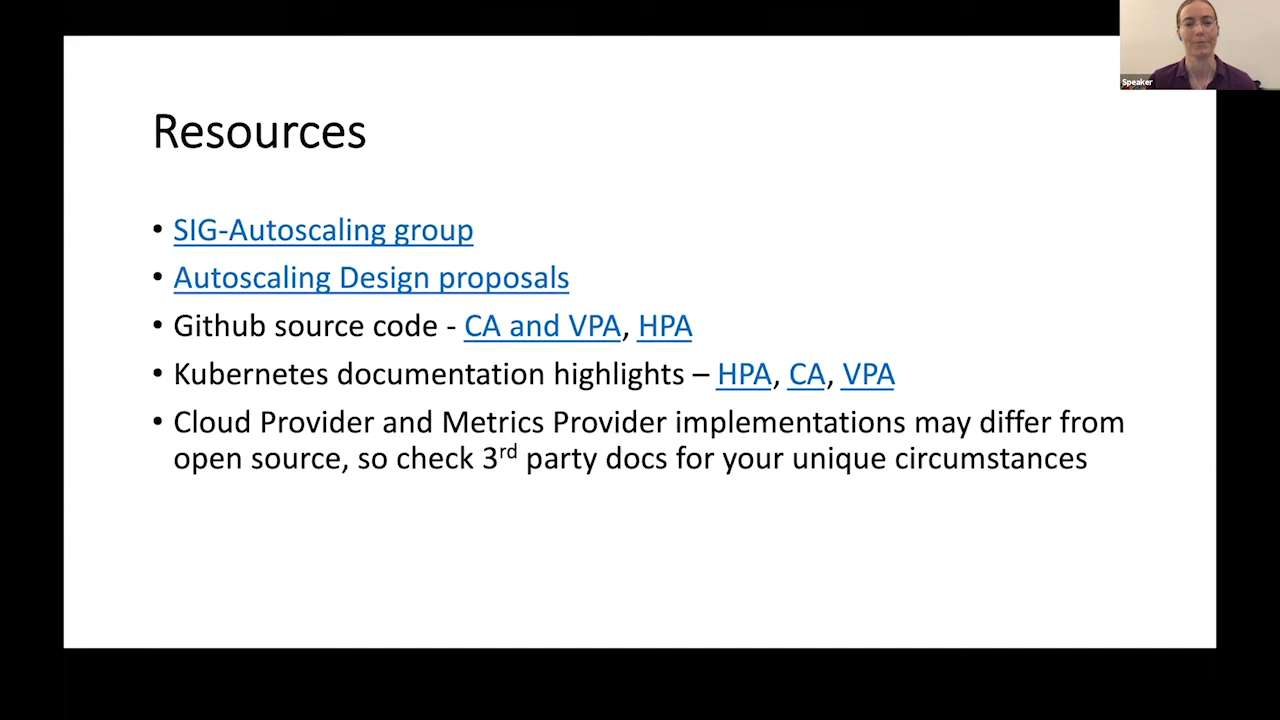 Speaker
Resources
• SIG-Autoscaling group
• Autoscaling Design proposals
• Github source code - CA and VPA, HPA
• Kubernetes documentation highlights – HPA, CA, VPA
• Cloud Provider and Metrics Provider implementations may differ from
open source, so check 3rd party docs for your unique circumstances